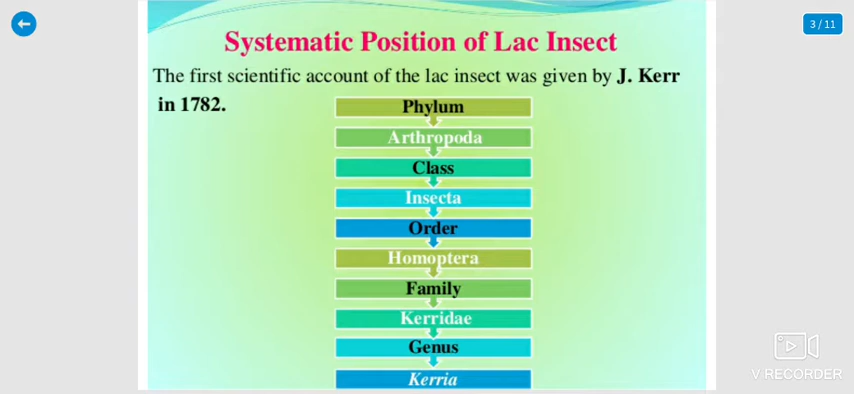 3 / 11
Systematic Position of Lac Insect
The first scientific account of the lac insect was given by J. Kerr
in 1782.
Phylum
Arthropoda
Class
Insecta
Order
Homoptera
Family
Kerridae
Genus
Kerria
V RECORDER